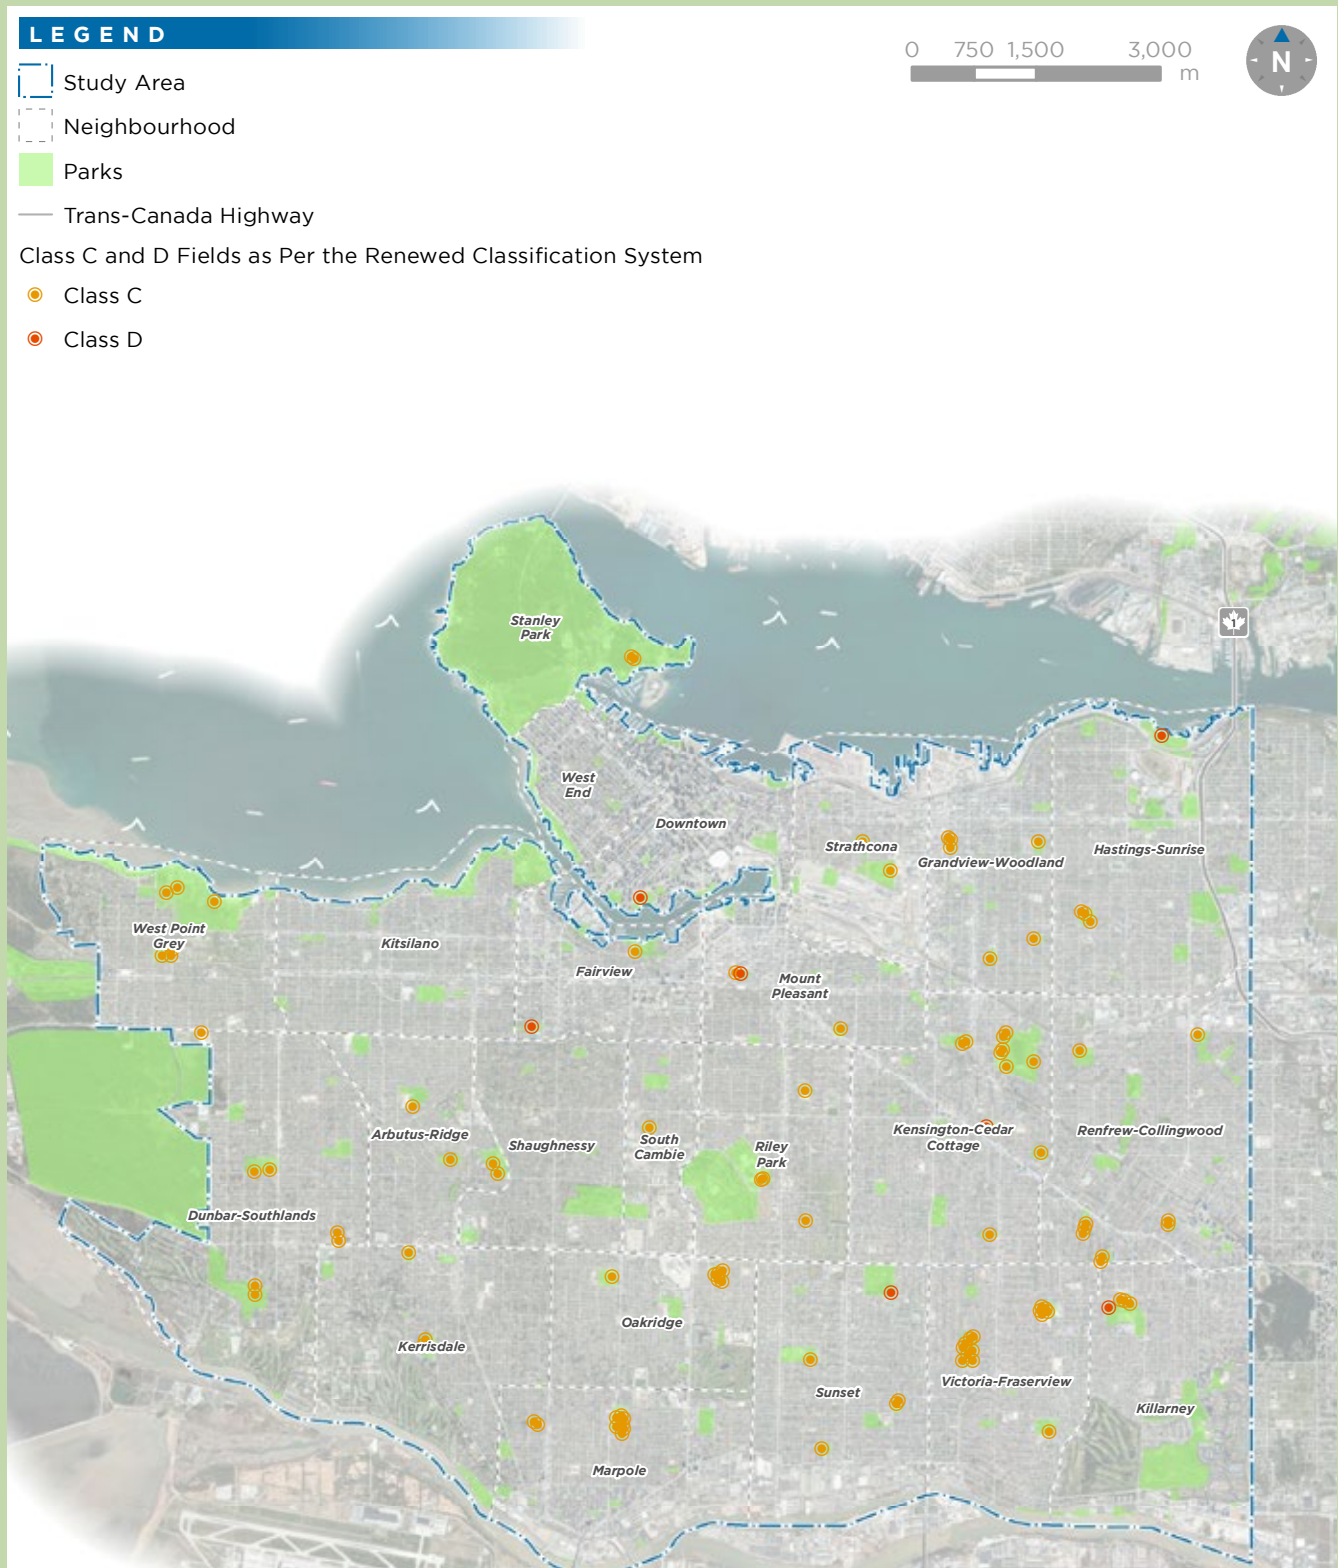 LEGEND
0 750 1,500 3,000
m
N
Study Area
Neighbourhood
Parks
Trans-Canada Highway
Class C and D Fields as Per the Renewed Classification System
Class C
Class D
Stanley
Park
1
West
End
Downtown
Strathcona
Grandview-Woodland
Hastings-Sunrise
West Point
Grey
Kitsilano
Fairview
Mount
Pleasant
Arbutus-Ridge
Shaughnessy
South
Cambie
Riley
Park
Kensington-Cedar
Cottage
Renfrew-Collingwood
Dunbar-Southlands
Oakridge
Kerrisdale
Sunset
Victoria-Fraserview
Killarney
Marpole